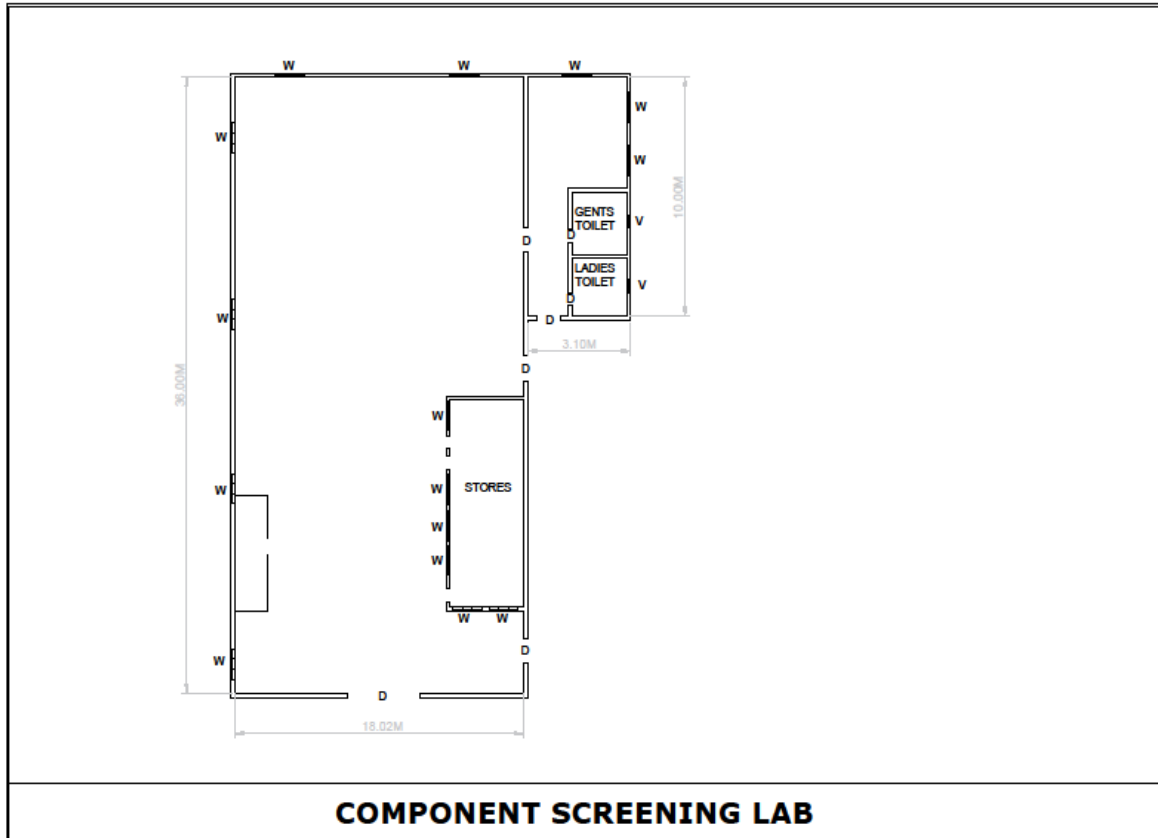 W W W
W
W
W
10.00M
GENTS
TOILET
V
D
D
LADIES
TOILET
V
D
W
D
3.10M
D
36.00M
W
STORES
W
W
W
W
W W
D
W
D
18.02M
COMPONENT SCREENING LAB